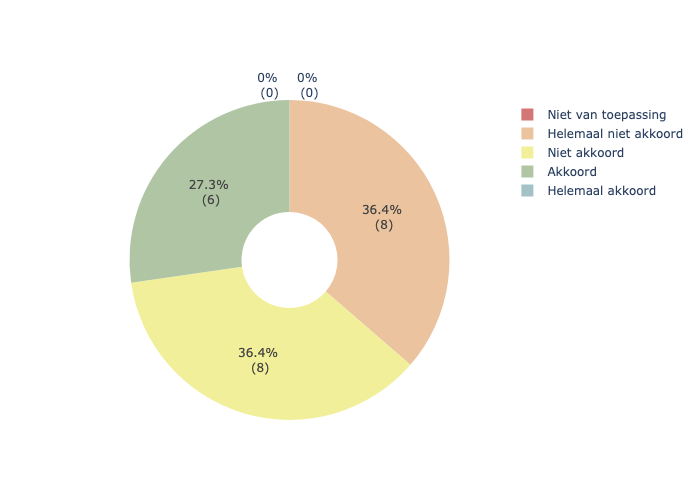 0%
(0)
0%
(0)
27.3%
(6)
36.4%
(8)
36.4%
(8)
Niet van toepassing
Helemaal niet akkoord
Niet akkoord
Akkoord
Helemaal akkoord